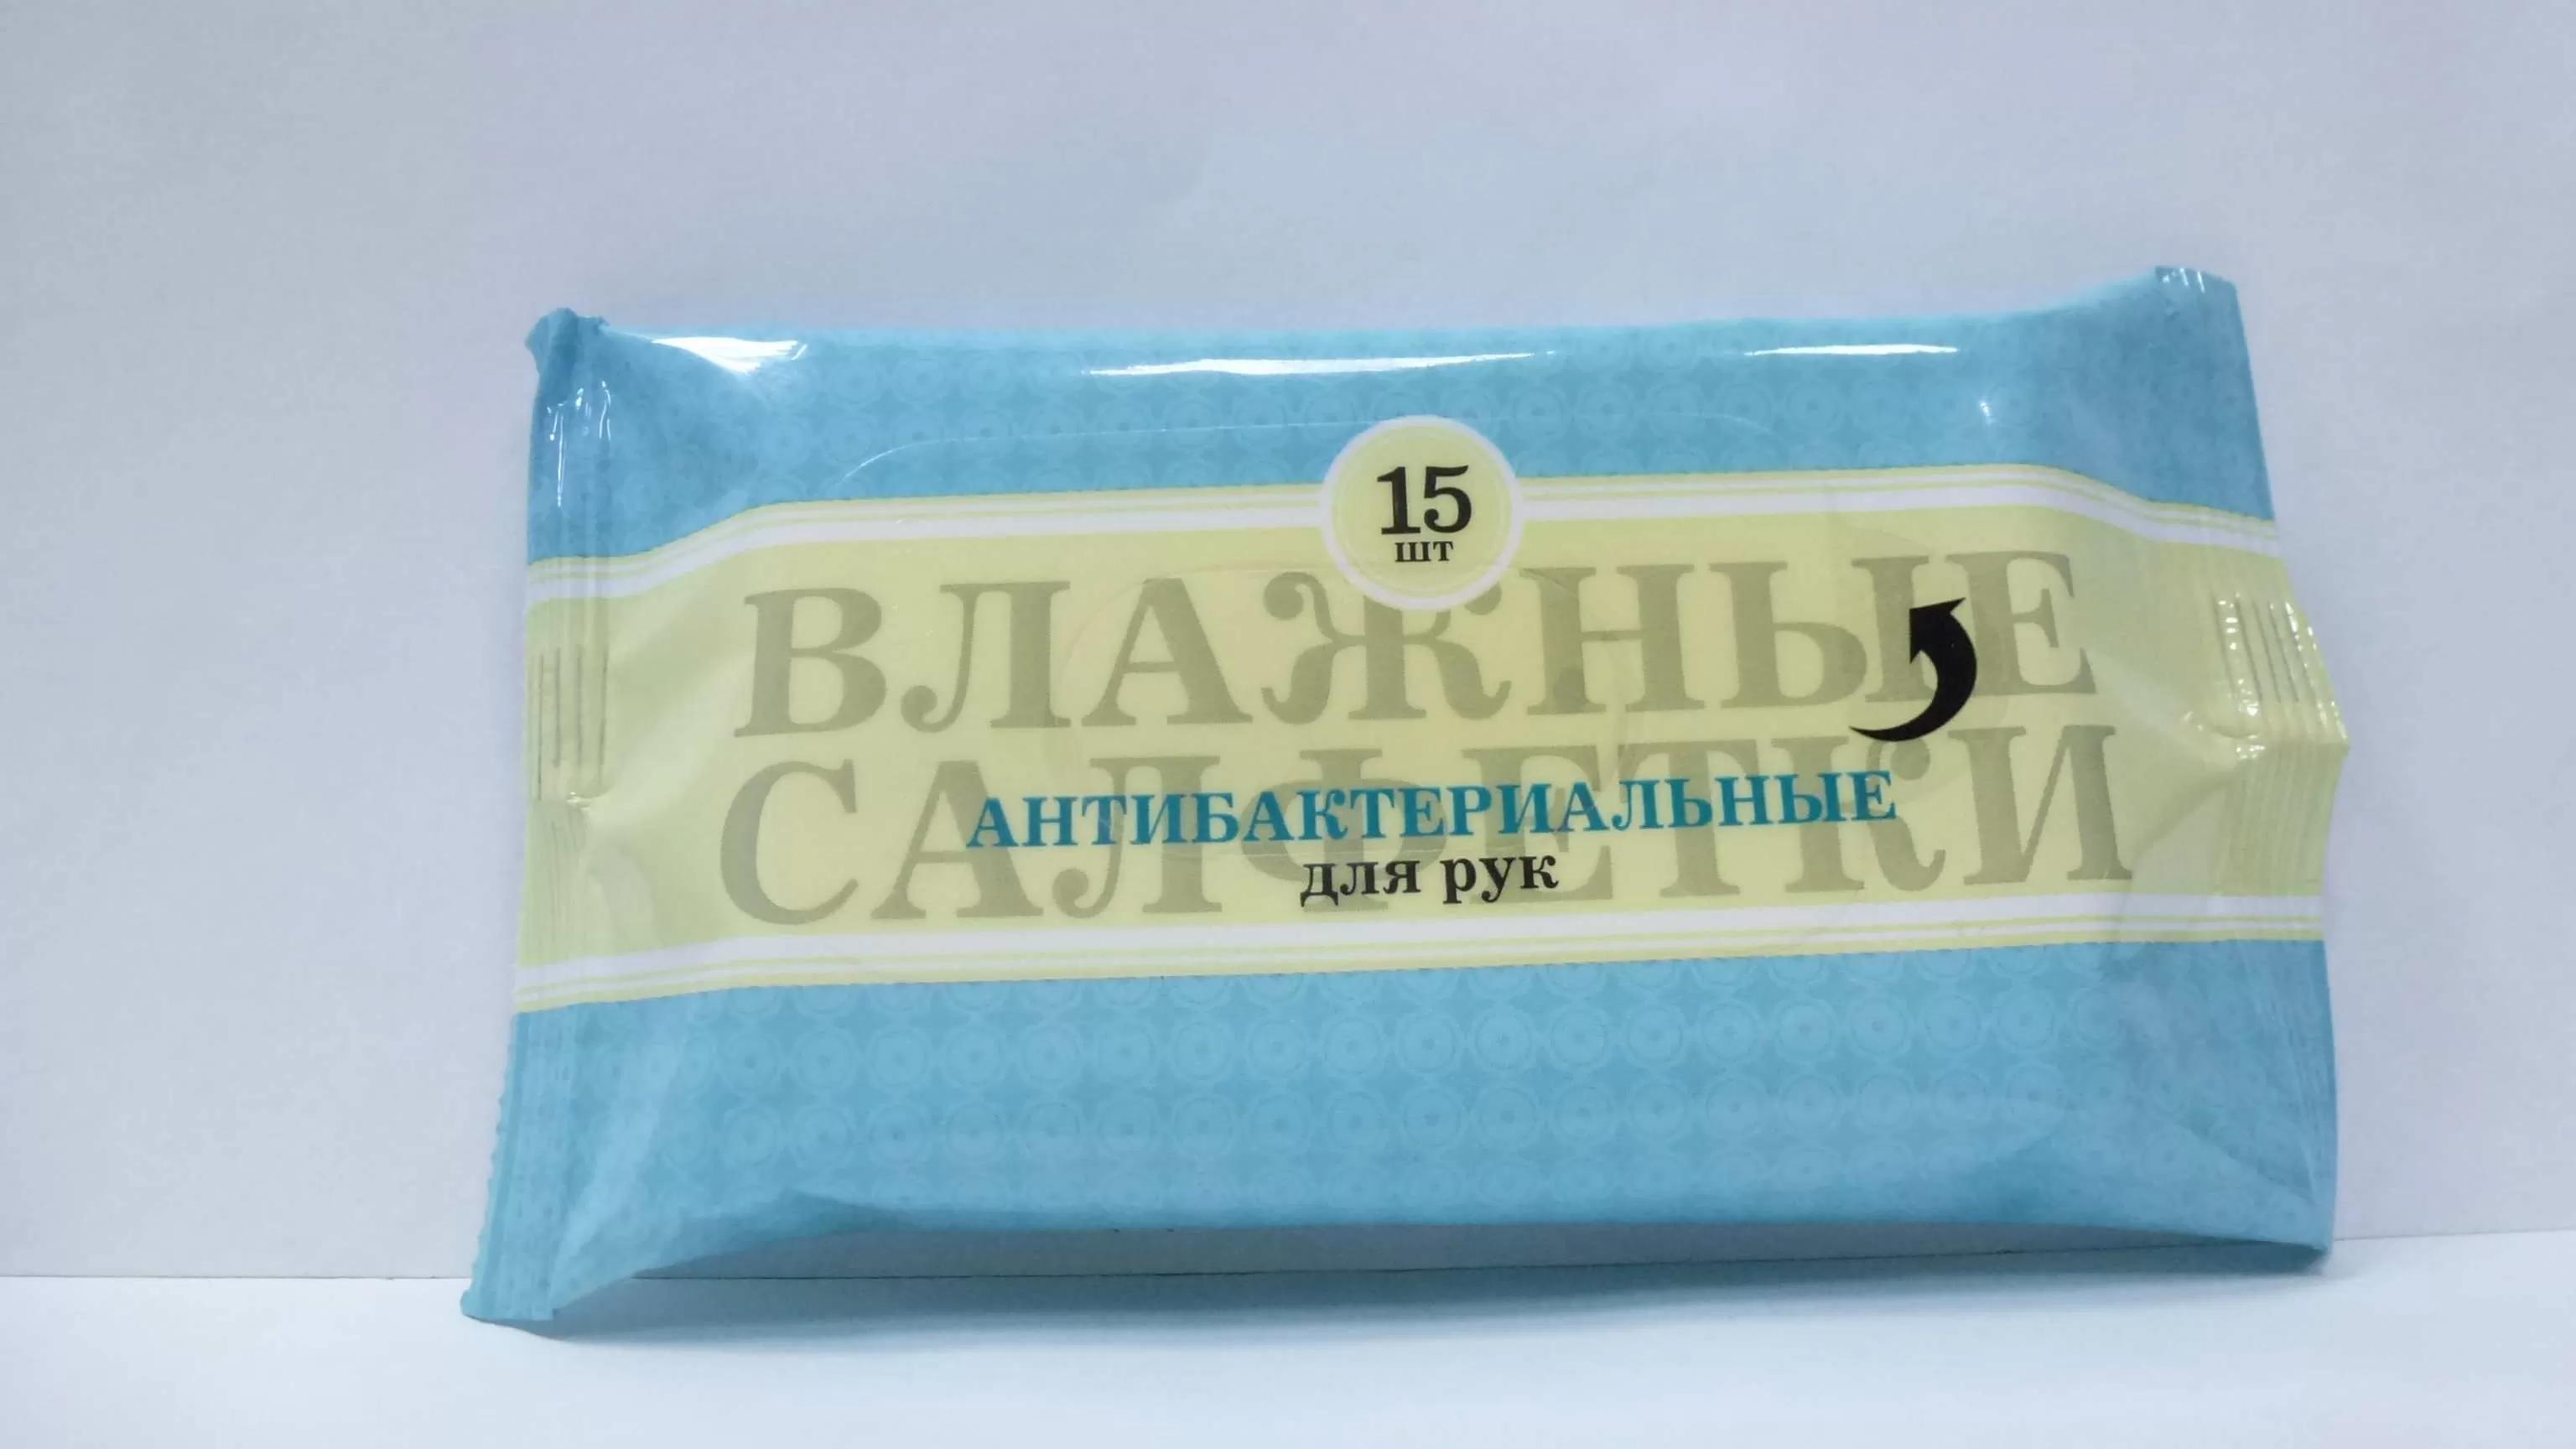 15
шт
ВЛАЖНЫЕ
САЛФЕТКИ
АНТИБАКТЕРИАЛЬНЫЕ
для рук